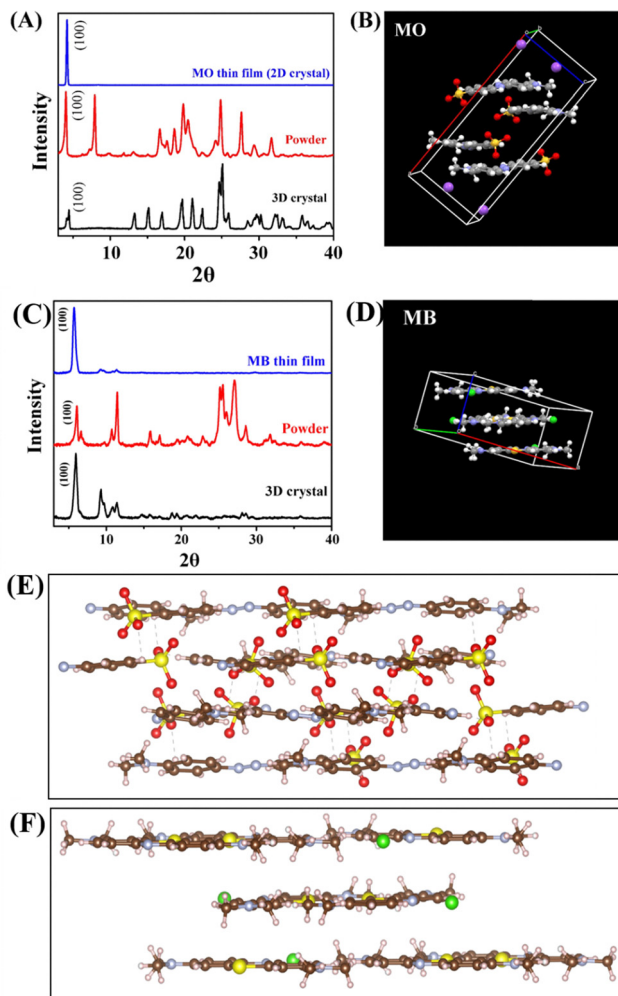 (A)
(100)
MO thin film (2D crystal)
(100)
Powder
(100)
3D crystal
Intensity
10
20
30
40
2θ
(B)
MO
(C)
(100)
MB thin film
(100)
Powder
(100)
3D crystal
Intensity
10
20
30
40
2θ
(D)
MB
(E)
(F)